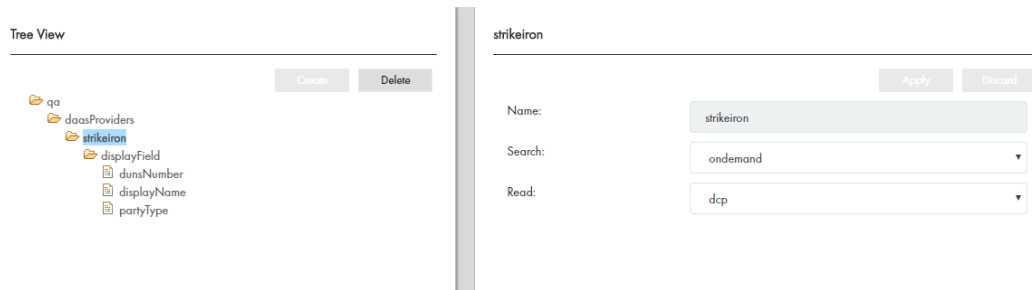 Tree View
Create
Delete
qa
daasProviders
strikeiron
displayField
dunsNumber
displayName
partyType
strikeiron
Apply
Discard
Name:
strikeiron
Search:
ondemand
Read:
dcp